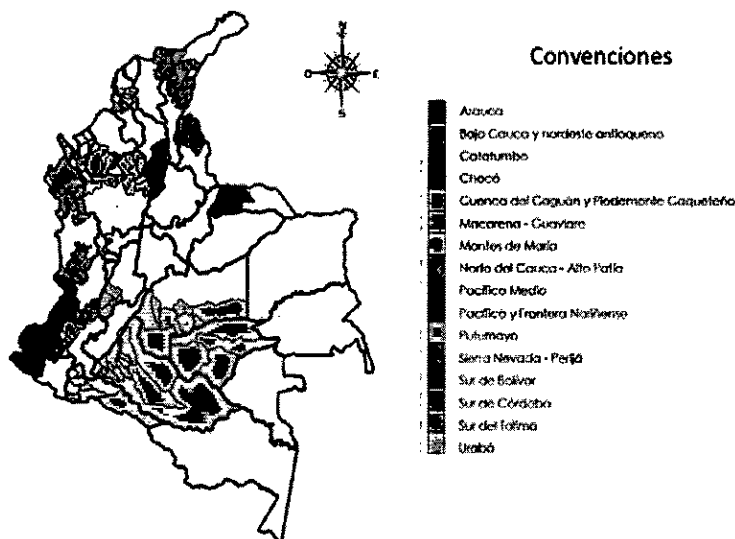 N
O E
S
Convenciones
Arauca
Bajo Cauca y nordeste antioqueno
Catatumbo
Chocó
Cuenca del Caguán y Piedemonte Caqueteño
Macarena - Guaviare
Montes de María
Norte del Cauca - Alto Patía
Pacífico Medio
Pacífico y Frontera Nariñense
Putumayo
Sierra Nevada - Perijá
Sur de Bolívar
Sur de Córdoba
Sur del Tolima
Urabá